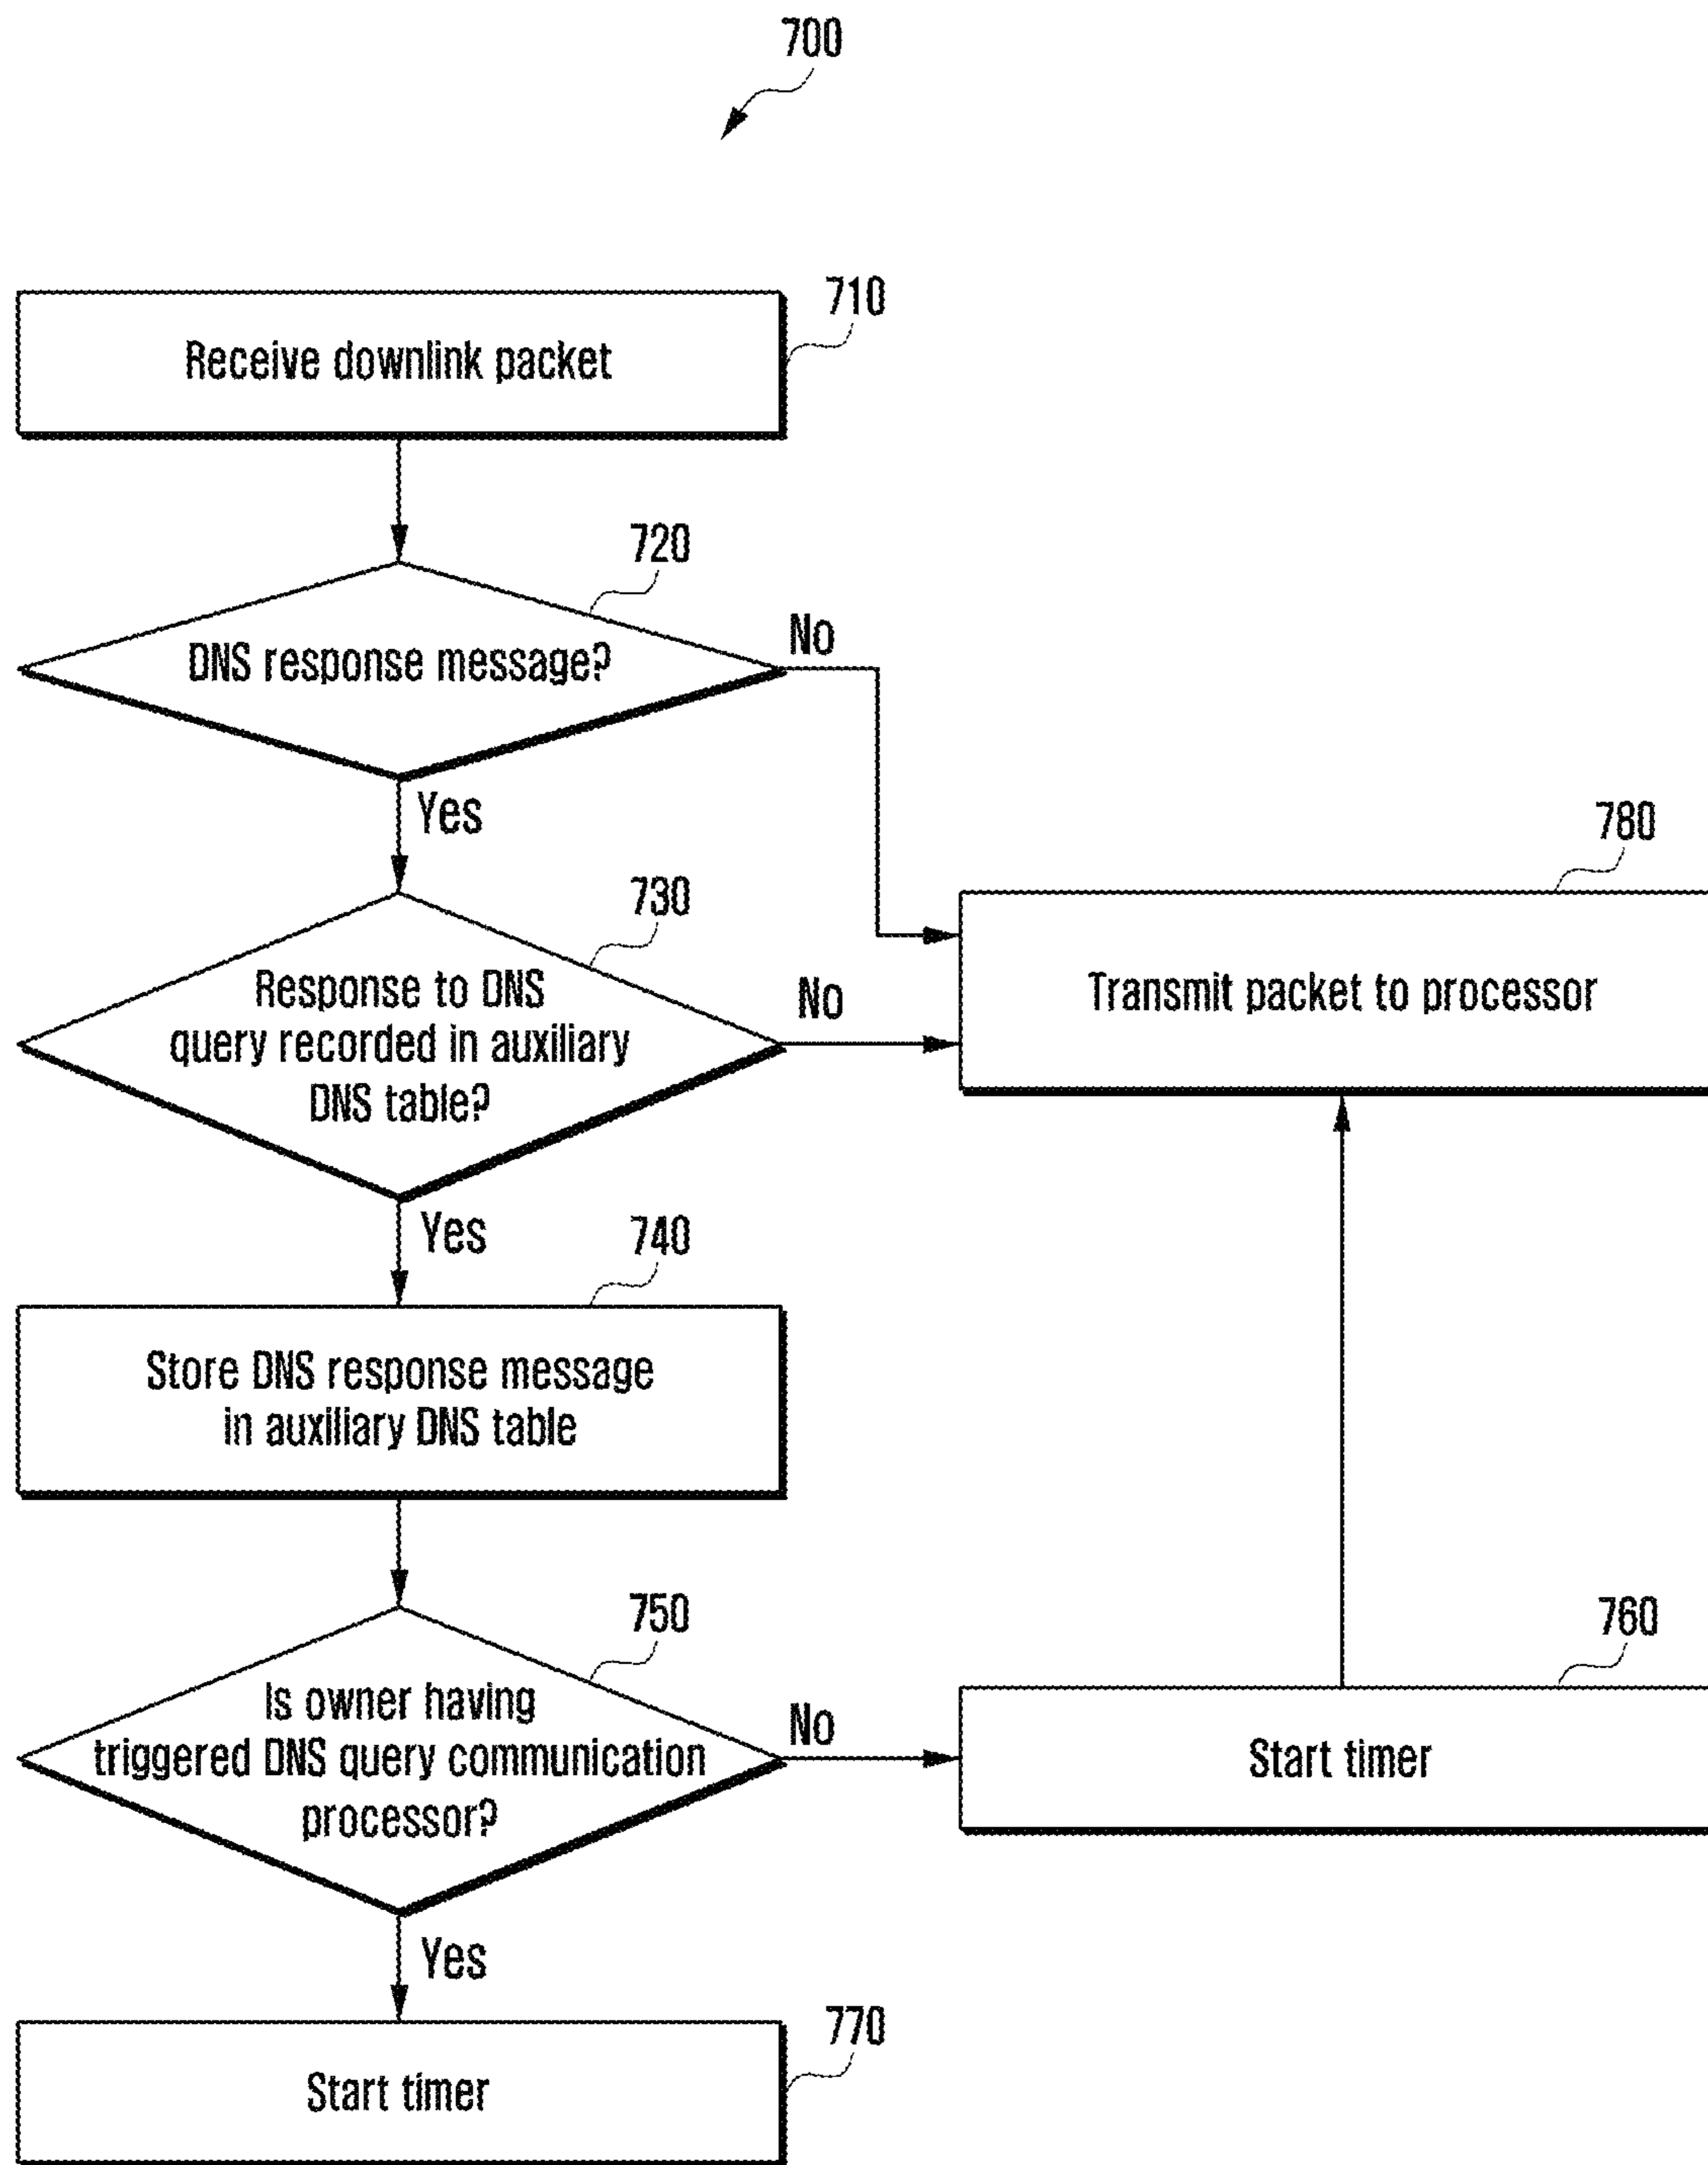 700
710
Receive downlink packet
720
DNS response message?
No
Yes
730
Response to DNS
query recorded in auxiliary
DNS table?
No
780
Transmit packet to processor
Yes
740
Store DNS response message
in auxiliary DNS table
750
Is owner having
triggered DNS query communication
processor?
No
760
Start timer
Yes
770
Start timer